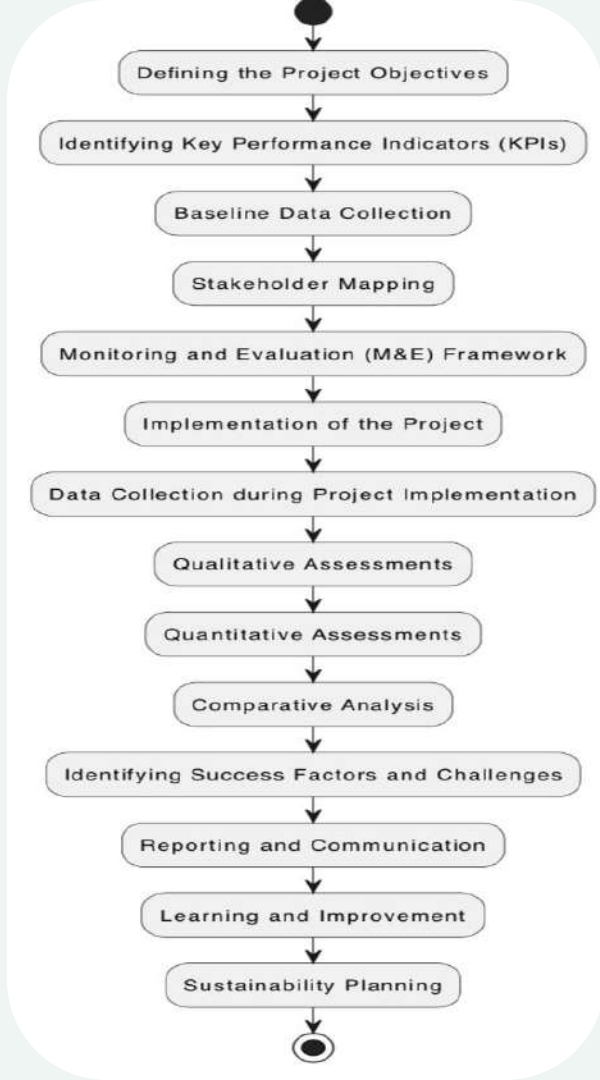 Defining the Project Objectives
Identifying Key Performance Indicators (KPIs)
Baseline Data Collection
Stakeholder Mapping
Monitoring and Evaluation (M&E) Framework
Implementation of the Project
Data Collection during Project Implementation
Qualitative Assessments
Quantitative Assessments
Comparative Analysis
Identifying Success Factors and Challenges
Reporting and Communication
Learning and Improvement
Sustainability Planning